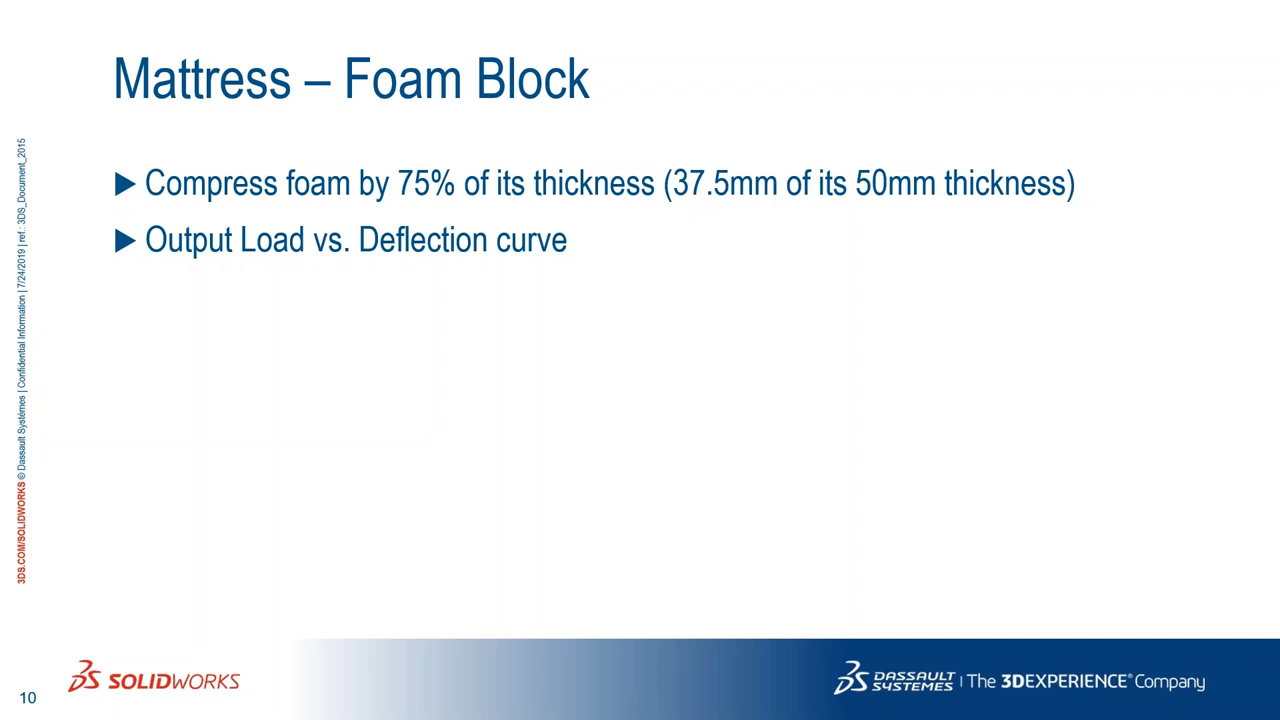 Mattress – Foam Block
▶ Compress foam by 75% of its thickness (37.5mm of its 50mm thickness)
▶ Output Load vs. Deflection curve
3DS.COM/SOLIDWORKS © Dassault Systèmes | Confidential Information | 7/24/2019 | ref.: 3DS_Document_2015
10
SOLIDWORKS
DASSAULT SYSTEMES | The 3DEXPERIENCE® Company